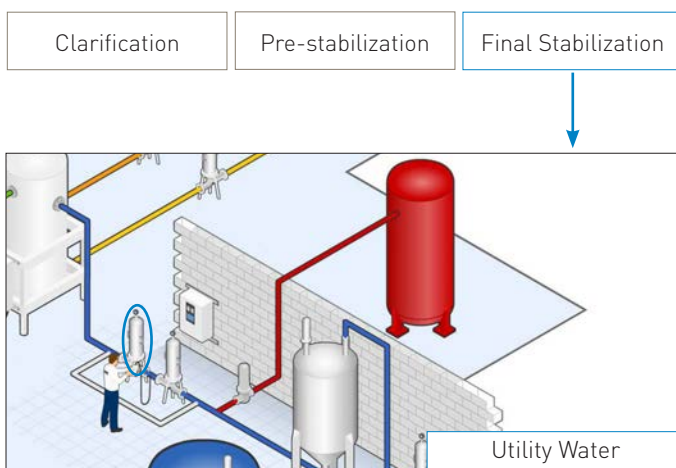 Clarification
Pre-stabilization
Final Stabilization
Utility Water